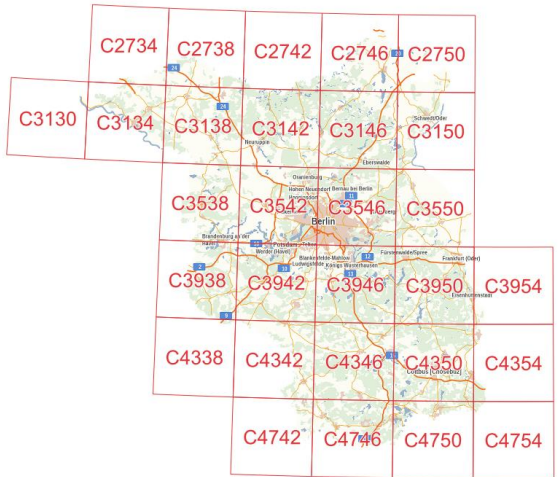 C2734 C2738 C2742 C2746 C2750
C3130 C3134 C3138 C3142 C3146 C3150
Schwedt/Oder
Neuruppin
Eberswalde
Oranienburg
Hohen Neuendorf Bernau bei Berlin
C3538 C3542 C3546 C3550
Berlin
Brandenburg an der
Havel
Potsdam
Werder (Havel)
Blankenfelde-Mahlow
Fürstenwalde/Spree
Frankfurt (Oder)
Ludwigsfelde
Königs Wusterhausen
C3938 C3942 C3946 C3950 C3954
Eisenhüttenstadt
C4338 C4342 C4346 C4350 C4354
Cottbus (Chóśebuz)
C4742 C4746 C4750 C4754